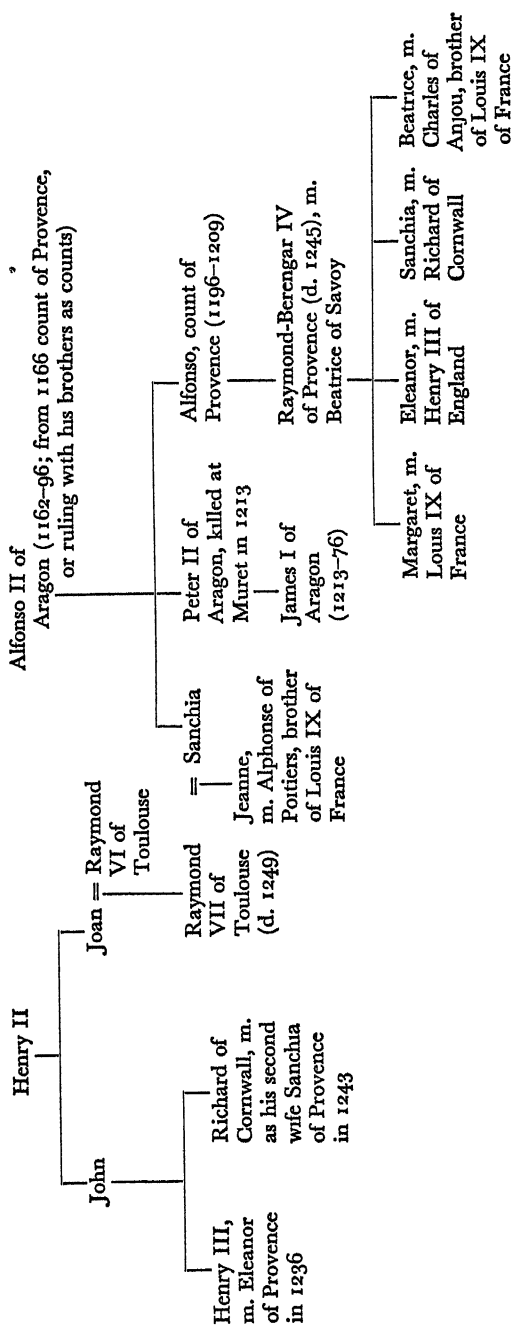 Henry II
John
Joan = Raymond
VI of
Toulouse
Henry III,
m. Eleanor
of Provence
in 1236
Richard of
Cornwall, m.
as his second
wife Sanchia
of Provence
in 1243
Raymond
VII of
Toulouse
(d. 1249)
= Sanchia
Jeanne,
m. Alphonse of
Poitiers, brother
of Louis IX of
France
Alfonso II of
Aragon (1162–96; from 1166 count of Provence,
or ruling with his brothers as counts)
Peter II of
Aragon, killed at
Muret in 1213
James I of
Aragon
(1213–76)
Alfonso, count of
Provence (1196–1209)
Raymond-Berengar IV
of Provence (d. 1245), m.
Beatrice of Savoy
Margaret, m.
Louis IX of
France
Eleanor, m.
Henry III of
England
Sanchia, m.
Richard of
Cornwall
Beatrice, m.
Charles of
Anjou, brother
of Louis IX
of France